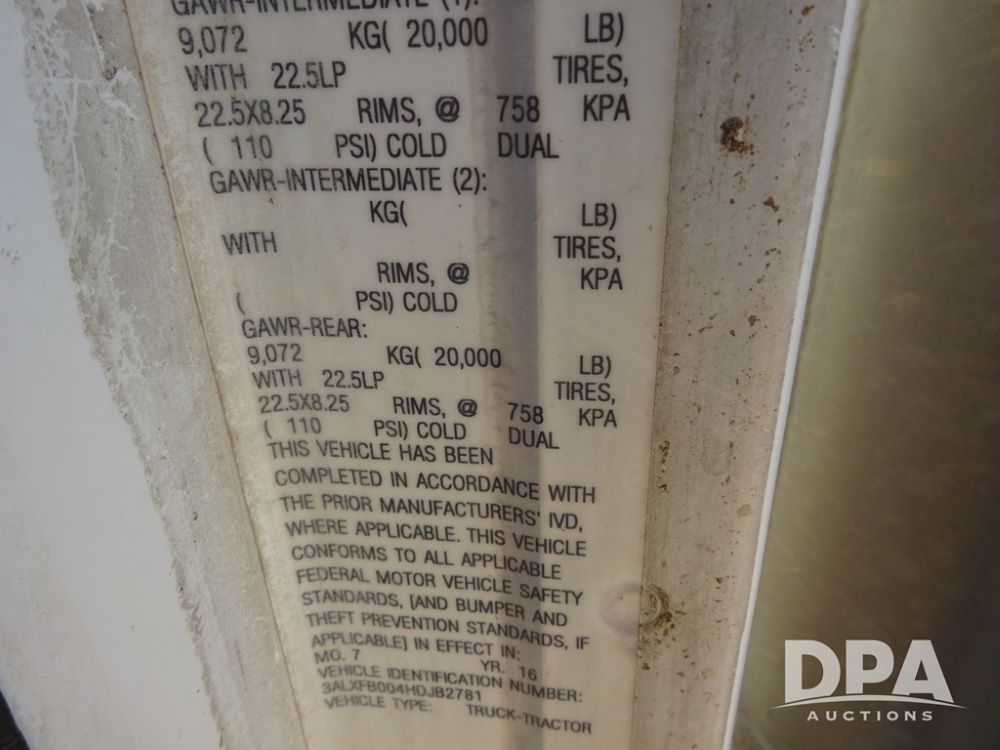 GAWR-INTERMEDIATE (1):
9,072 KG( 20,000 LB)
WITH 22.5LP TIRES,
22.5X8.25 RIMS, @ 758 KPA
( 110 PSI) COLD DUAL
GAWR-INTERMEDIATE (2):
KG( LB)
WITH TIRES,
RIMS, @ KPA
( PSI) COLD
GAWR-REAR:
9,072 KG( 20,000 LB)
WITH 22.5LP TIRES,
22.5X8.25 RIMS, @ 758 KPA
( 110 PSI) COLD DUAL
THIS VEHICLE HAS BEEN
COMPLETED IN ACCORDANCE WITH
THE PRIOR MANUFACTURERS' IVD,
WHERE APPLICABLE. THIS VEHICLE
CONFORMS TO ALL APPLICABLE
FEDERAL MOTOR VEHICLE SAFETY
STANDARDS, [AND BUMPER AND
THEFT PREVENTION STANDARDS, IF
APPLICABLE] IN EFFECT IN:
MO. 7 YR. 16
VEHICLE IDENTIFICATION NUMBER:
3ALXFB004HDJB2781
VEHICLE TYPE: TRUCK-TRACTOR
DPA
AUCTIONS